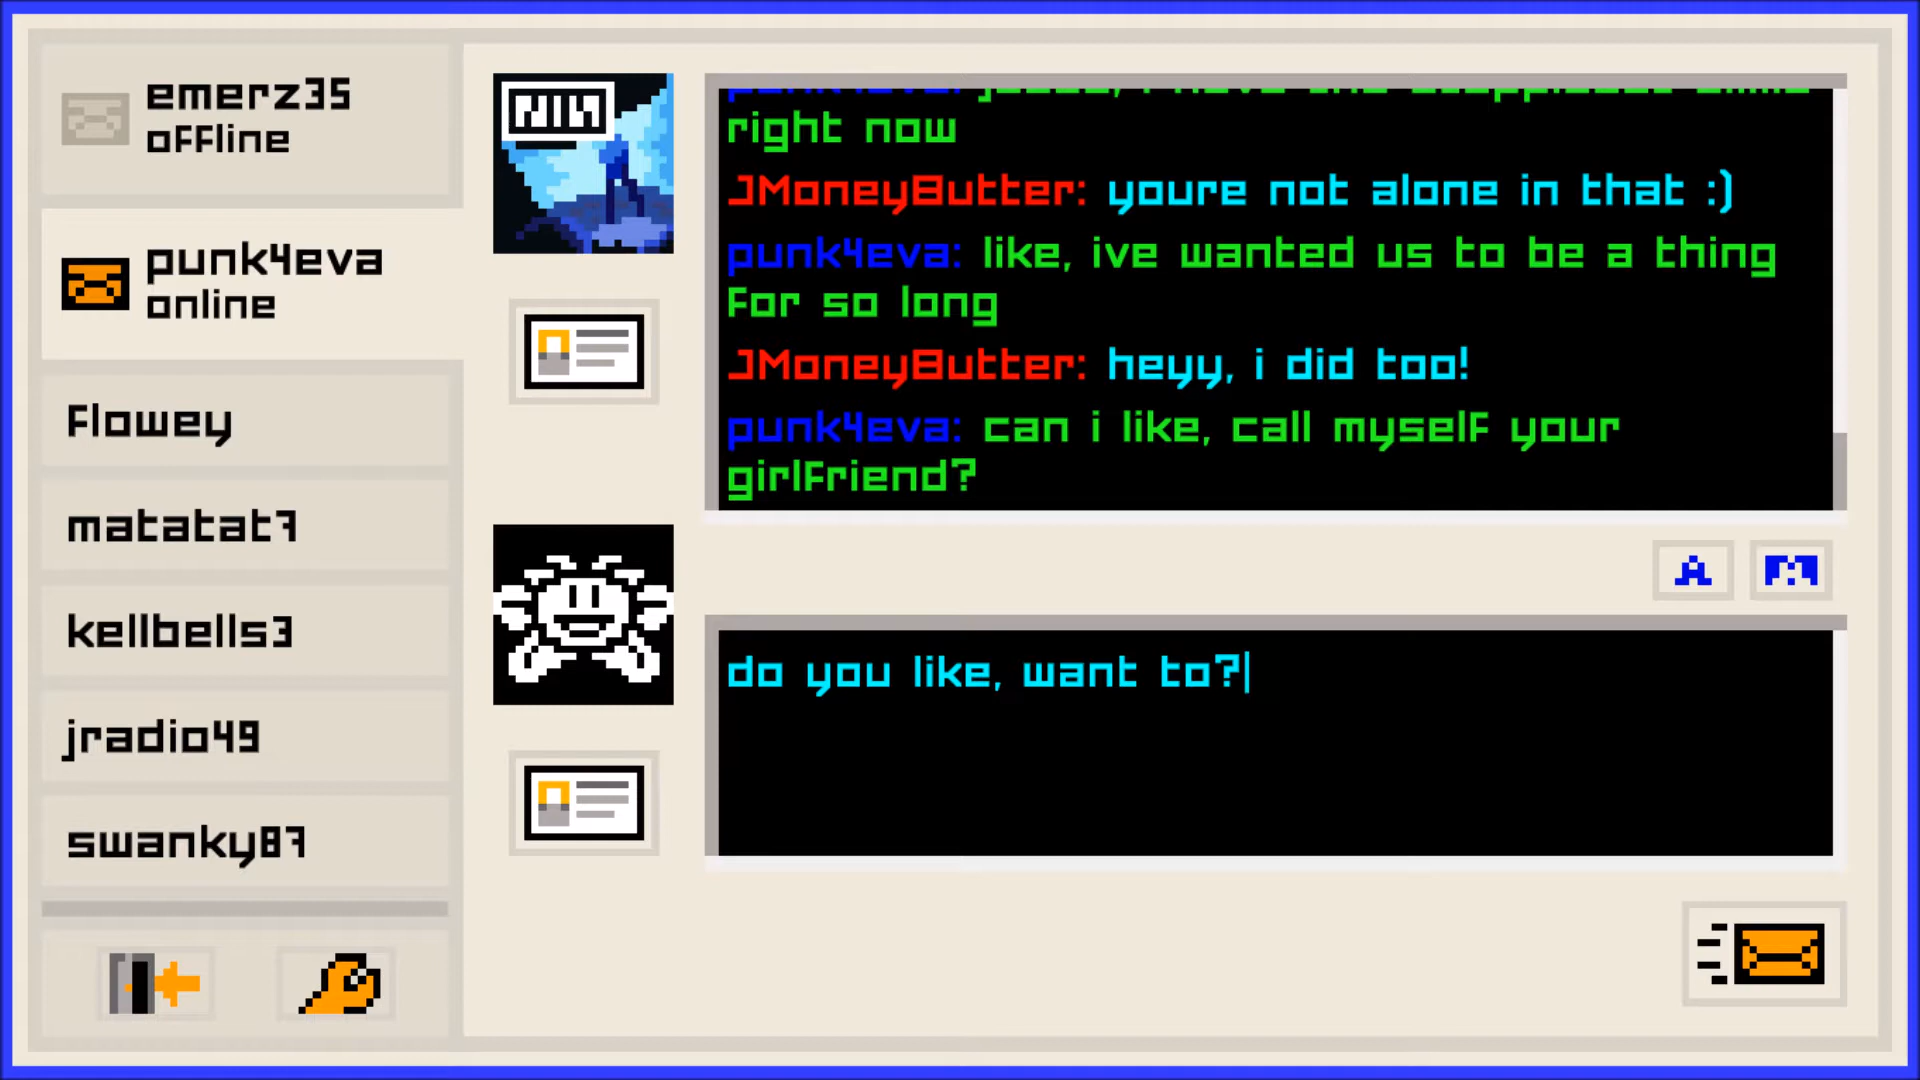 emerz35
offline
punk4eva
online
Flowey
matatat7
kellbells3
jradio49
swanky87
NIN
right now
JMoneyButter: youre not alone in that :)
punk4eva: like, ive wanted us to be a thing
for so long
JMoneyButter: heyy, i did too!
punk4eva: can i like, call myself your
girlfriend?
A
do you like, want to?